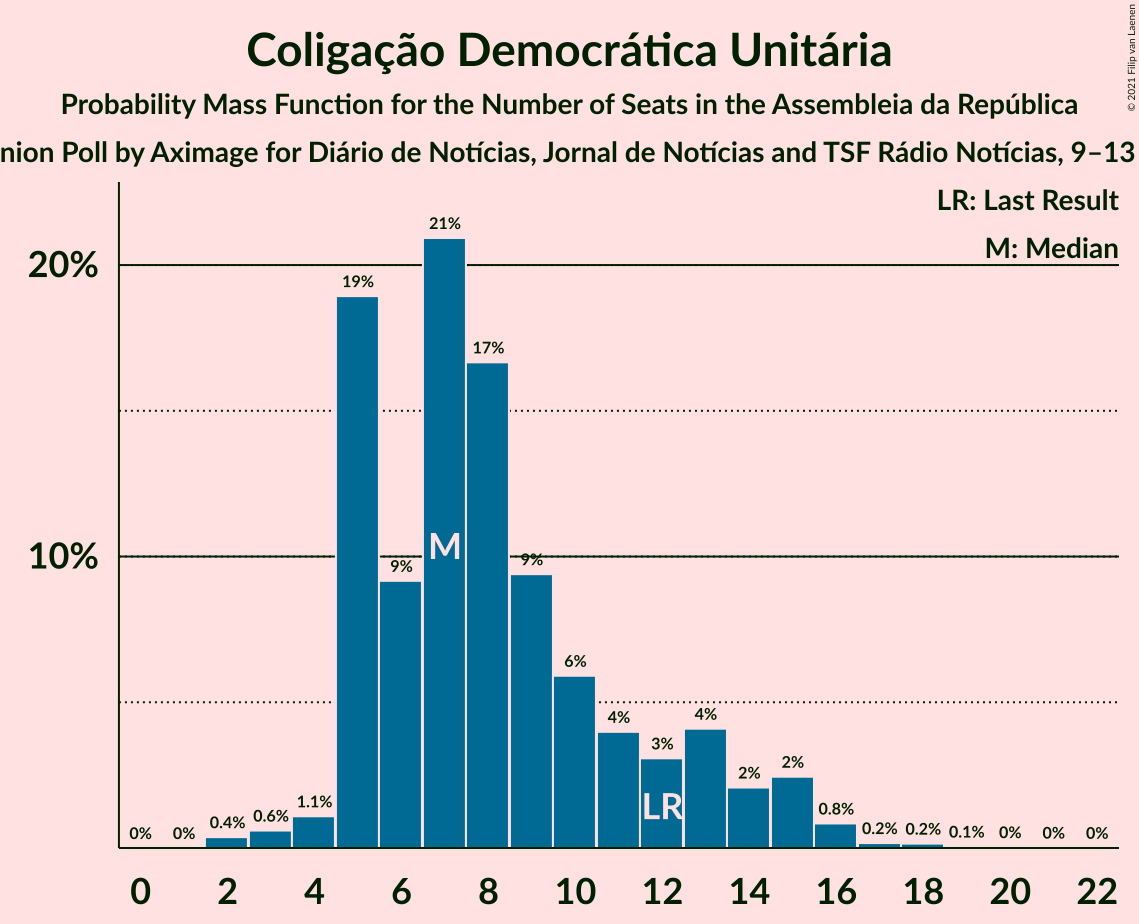 © 2021 Filip van Laenen
Coligação Democrática Unitária
Probability Mass Function for the Number of Seats in the Assembleia da República
nion Poll by Aximage for Diário de Notícias, Jornal de Notícias and TSF Rádio Notícias, 9–13
LR: Last Result
M: Median
20%
10%
0% 0% 0.4% 0.6% 1.1% 19% 9% 21% 17% 9% 6% 4% 3% 4% 2% 2% 0.8% 0.2% 0.2% 0.1% 0% 0% 0%
M
LR
0 2 4 6 8 10 12 14 16 18 20 22